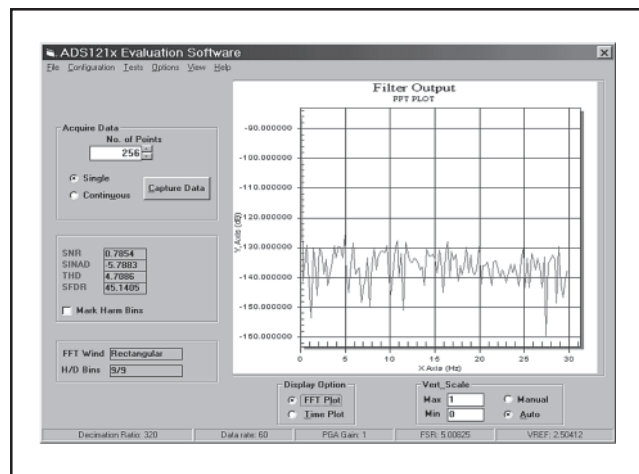 ADS121x Evaluation Software
File Configuration Tests Options View Help
Acquire Data
No. of Points
256
Single
Continuous
Capture Data
SNR 0.7854
SINAD -5.7883
THD 4.7086
SFDR 45.1405
Mark Harm Bins
FFT Wind Rectangular
H/D Bins 9/9
Filter Output
FFT PLOT
Y Axis (dB)
-90.000000
-100.000000
-110.000000
-120.000000
-130.000000
-140.000000
-150.000000
-160.000000
0 5 10 15 20 25 30
X Axis (Hz)
Display Option
FFT Plot
Time Plot
Vert_Scale
Max 1
Min 0
Manual
Auto
Decimation Ratio: 320 Data rate: 60 PGA Gain: 1 FSR: 5.00825 VREF: 2.50412